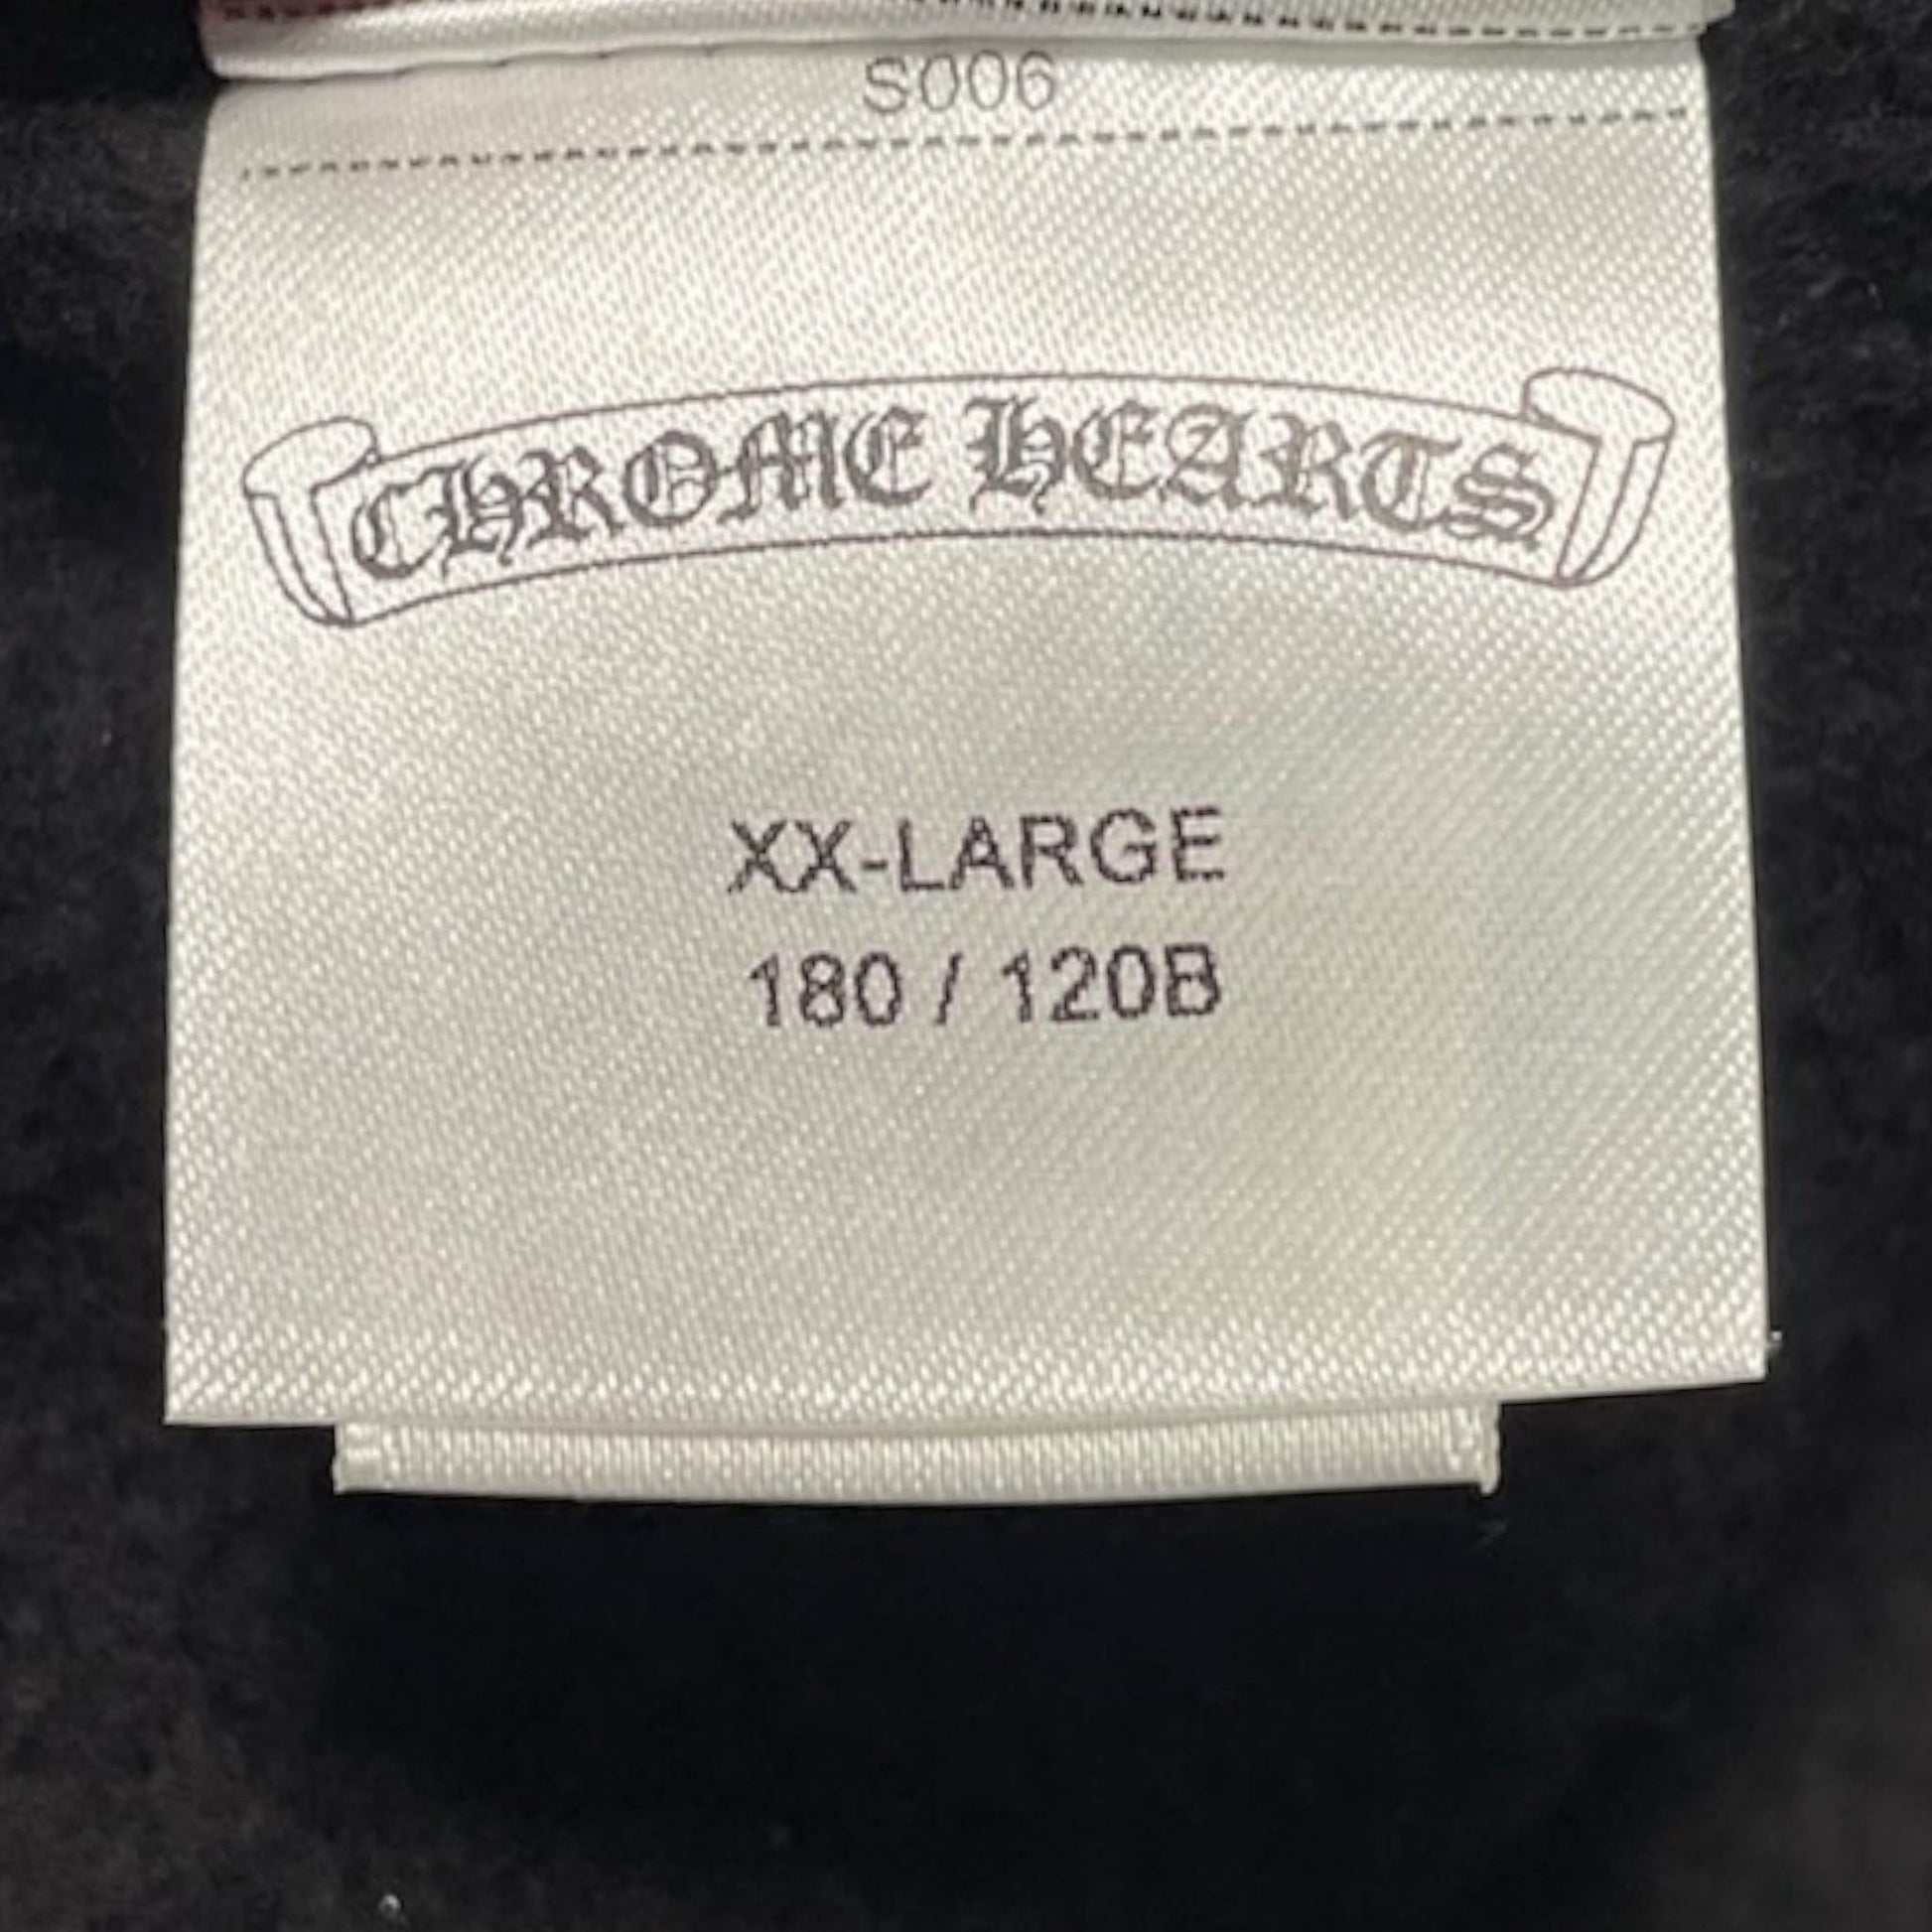 S006
CHROME HEARTS
XX-LARGE
180 / 120B